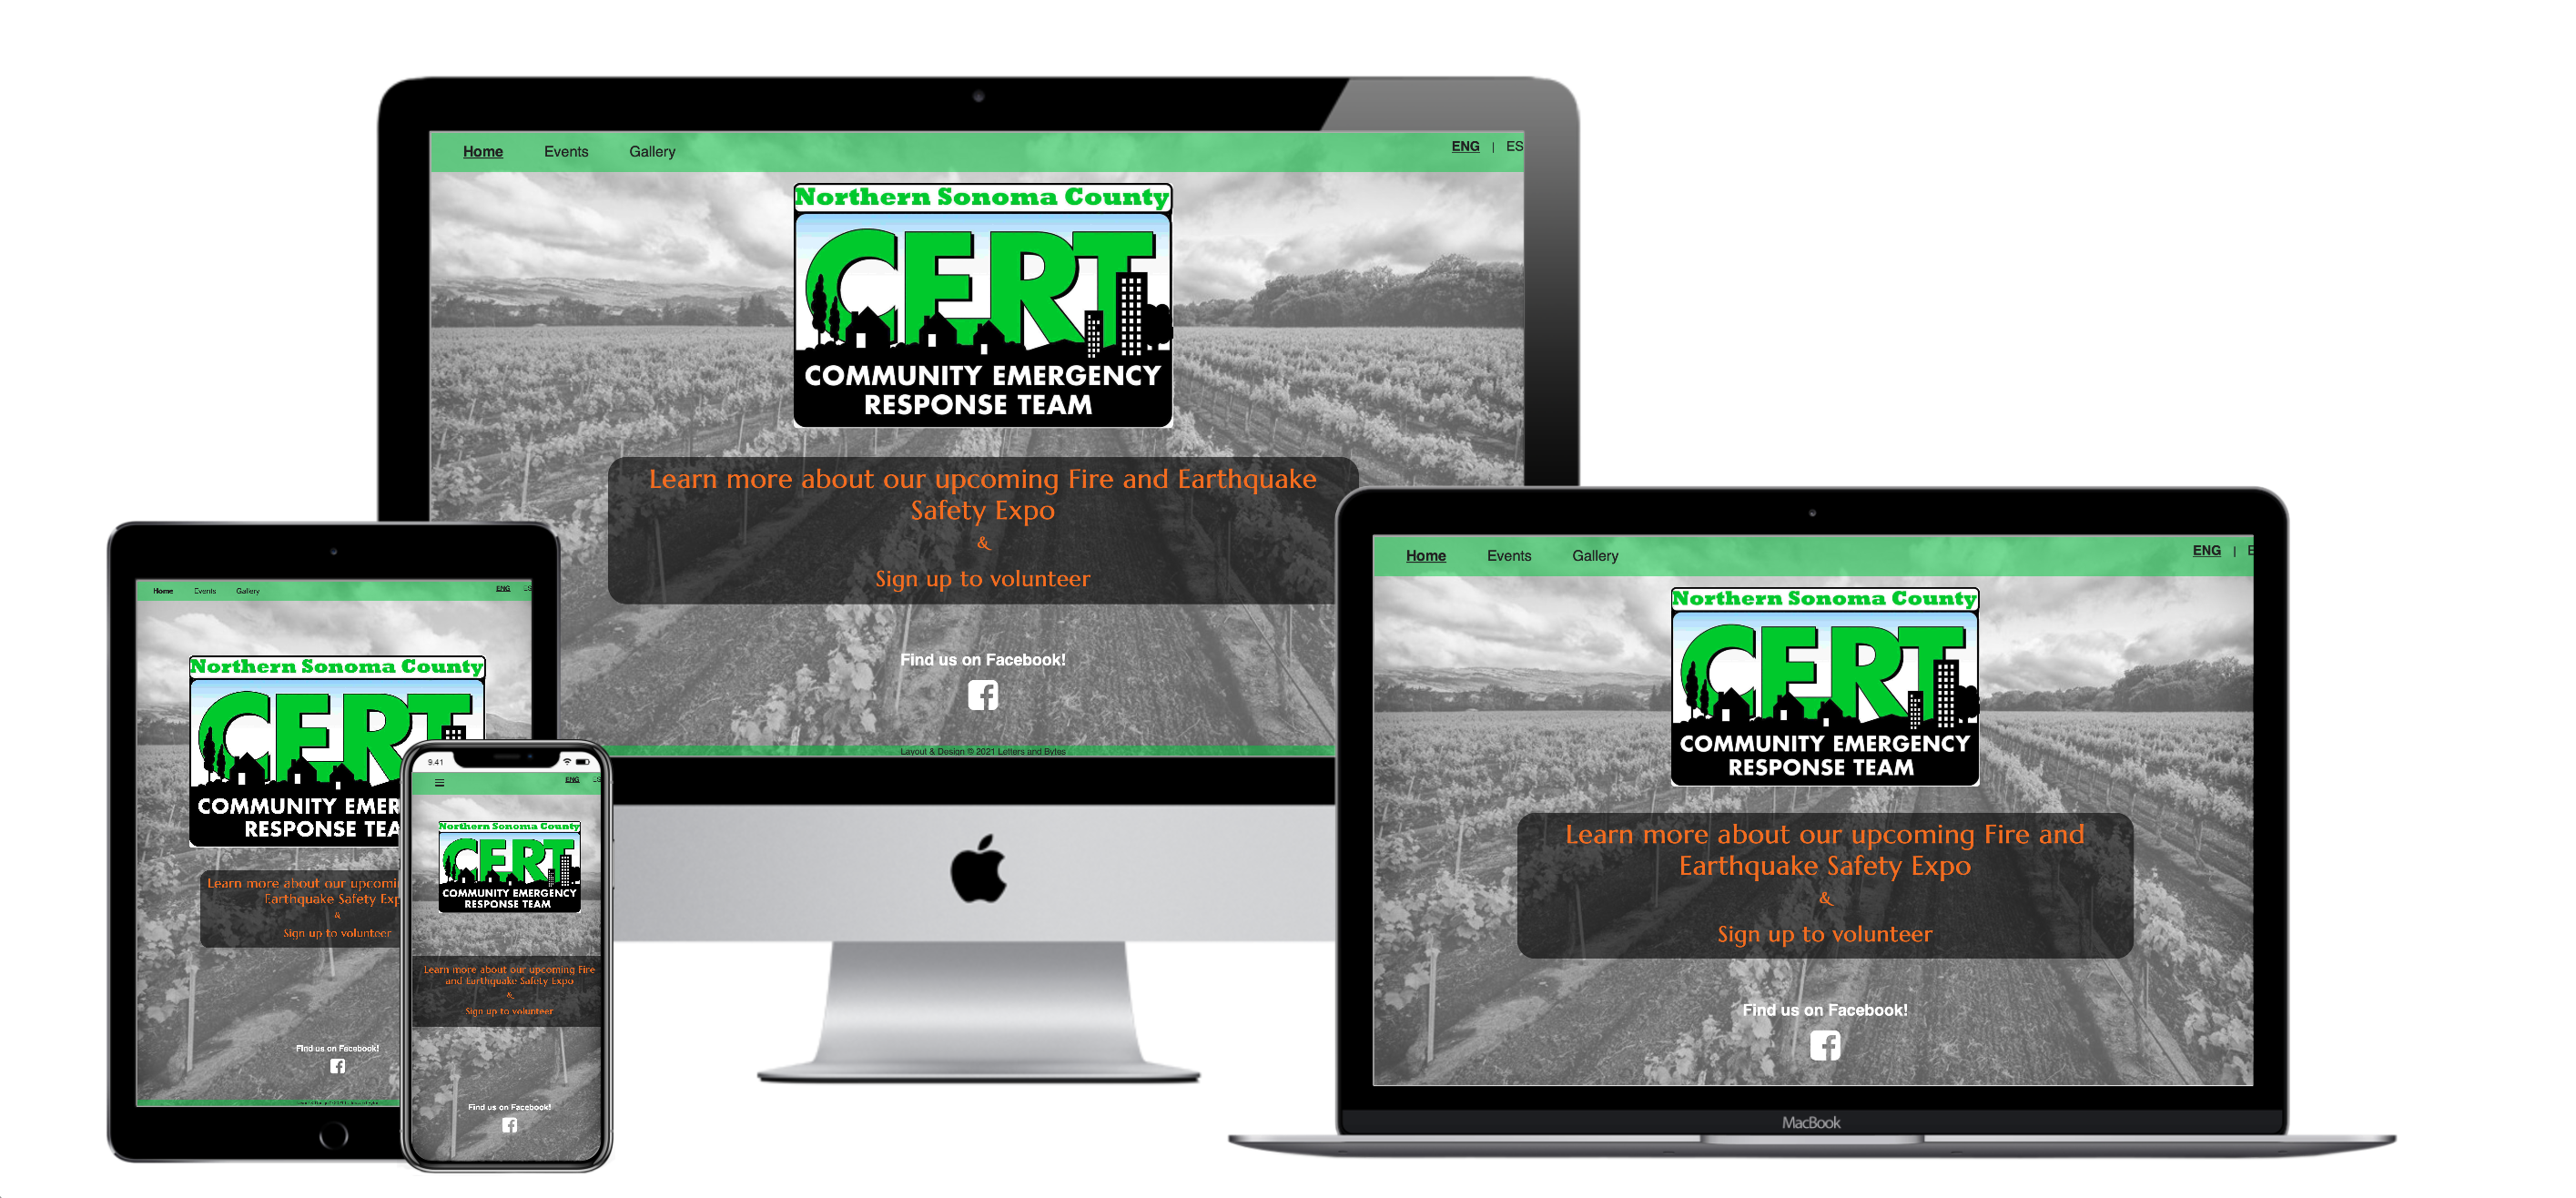 Home Events Gallery ENG | ES
Northern Sonoma County
CERT
COMMUNITY EMERGENCY
RESPONSE TEAM
Learn more about our upcoming Fire and Earthquake
Safety Expo
&
Sign up to volunteer
Find us on Facebook!
Layout & Design © 2021 Letters and Bytes
Home Events Gallery ENG ES
Northern Sonoma County
CERT
COMMUNITY EMER
RESPONSE TEA
Learn more about our upcomin
Earthquake Safety Exp
&
Sign up to volunteer
Find us on Facebook!
9:41
ENG ES
Northern Sonoma County
CERT
COMMUNITY EMERGENCY
RESPONSE TEAM
Learn more about our upcoming Fire
and Earthquake Safety Expo
&
Sign up to volunteer
Find us on Facebook!
Home Events Gallery ENG | E
Northern Sonoma County
CERT
COMMUNITY EMERGENCY
RESPONSE TEAM
Learn more about our upcoming Fire and
Earthquake Safety Expo
&
Sign up to volunteer
Find us on Facebook!
MacBook